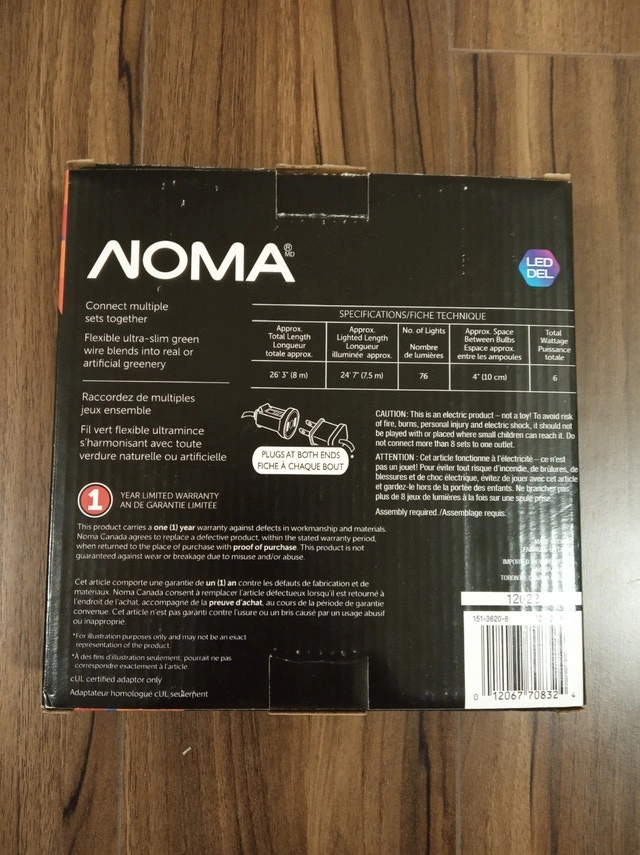 NOMA® MD
LED
DEL
Connect multiple
sets together
Flexible ultra-slim green
wire blends into real or
artificial greenery
Raccordez de multiples
jeux ensemble
Fil vert flexible ultramince
s'harmonisant avec toute
verdure naturelle ou artificielle
SPECIFICATIONS/FICHE TECHNIQUE
Approx.
Total Length
Longueur
totale approx.
Approx.
Lighted Length
Longueur
illuminée approx.
No. of Lights
Nombre
de lumières
Approx. Space
Between Bulbs
Espace approx.
entre les ampoules
Total
Wattage
Puissance
totale
26' 3" (8 m)
24' 7" (7,5 m)
76
4" (10 cm)
6
PLUGS AT BOTH ENDS
FICHE À CHAQUE BOUT
CAUTION: This is an electric product – not a toy! To avoid risk
of fire, burns, personal injury and electric shock, it should not
be played with or placed where small children can reach it. Do
not connect more than 8 sets to one outlet.
ATTENTION : Cet article fonctionne à l'électricité – ce n'est
pas un jouet! Pour éviter tout risque d'incendie, de brûlures, de
blessures et de choc électrique, évitez de jouer avec cet article
et gardez-le hors de la portée des enfants. Ne brancher pas
plus de 8 jeux de lumières à la fois sur une seule prise.
Assembly required./Assemblage requis.
1
YEAR LIMITED WARRANTY
AN DE GARANTIE LIMITÉE
This product carries a one (1) year warranty against defects in workmanship and materials.
Noma Canada agrees to replace a defective product, within the stated warranty period,
when returned to the place of purchase with proof of purchase. This product is not
guaranteed against wear or breakage due to misuse and/or abuse.
Cet article comporte une garantie de un (1) an contre les défauts de fabrication et de
matériaux. Noma Canada consent à remplacer l'article défectueux lorsqu'il est retourné à
l'endroit de l'achat, accompagné de la preuve d'achat, au cours de la période de garantie
convenue. Cet article n'est pas garanti contre l'usure ou un bris causé par un usage abusif
ou inapproprié.
*For illustration purposes only and may not be an exact
representation of the product.
*À des fins d'illustration seulement, pourrait ne pas
correspondre exactement à l'article.
cUL certified adaptor only
Adaptateur homologué cUL seulement
IMPORTED
TORONTO,
12022
151-3620-6
0 12067 70832 4